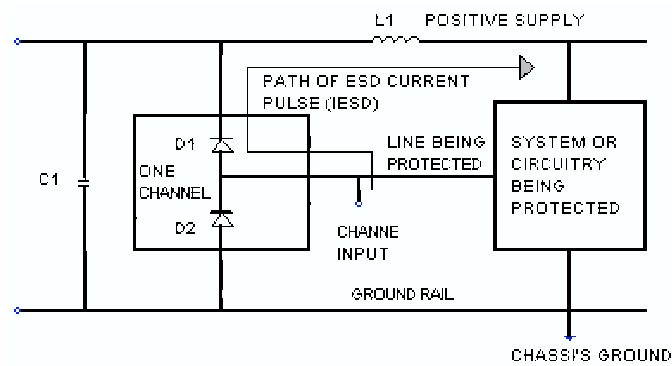 L1 POSITIVE SUPPLY
PATH OF ESD CURRENT
PULSE (IESD)
D1
LINE BEING
PROTECTED
SYSTEM OR
CIRCUITRY
BEING
PROTECTED
C1
ONE
CHANNEL
D2
CHANNE
INPUT
GROUND RAIL
CHASSI'S GROUND